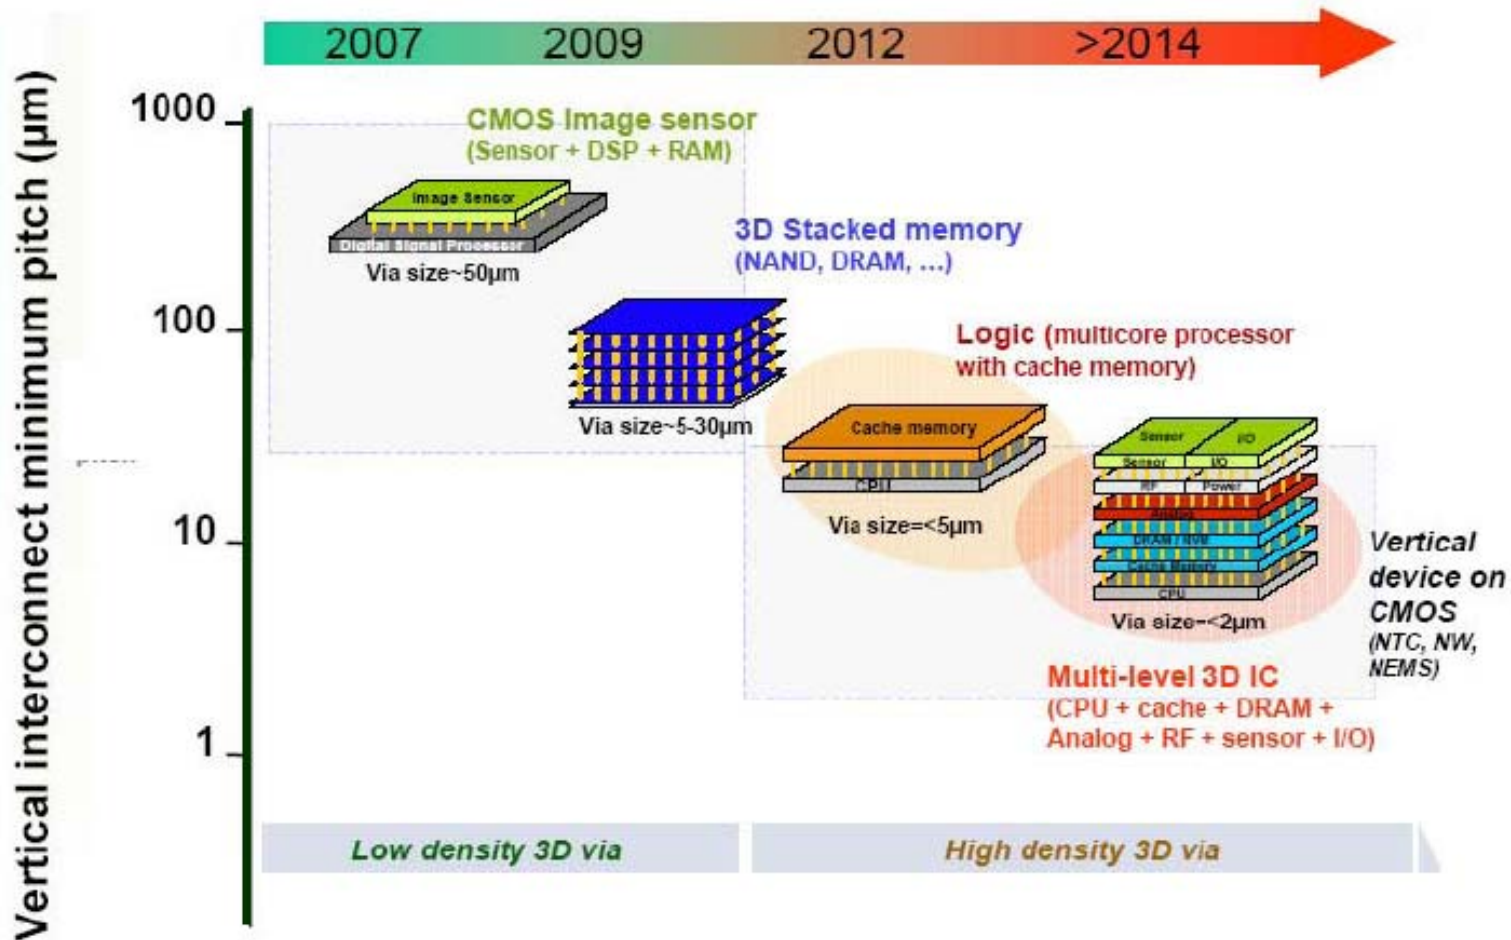 2007 2009 2012 >2014
Vertical interconnect minimum pitch (µm)
1000
100
10
1
CMOS Image sensor
(Sensor + DSP + RAM)
Image Sensor
Digital Signal Processor
Via size~50µm
3D Stacked memory
(NAND, DRAM, ...)
Via size~5-30µm
Logic (multicore processor
with cache memory)
Cache memory
CPU
Via size=<5µm
Sensor I/O
Sensor I/O
RF Power
Analog
DRAM / NVM
Cache Memory
CPU
Via size=<2µm
Vertical
device on
CMOS
(NTC, NW,
NEMS)
Multi-level 3D IC
(CPU + cache + DRAM +
Analog + RF + sensor + I/O)
Low density 3D via
High density 3D via